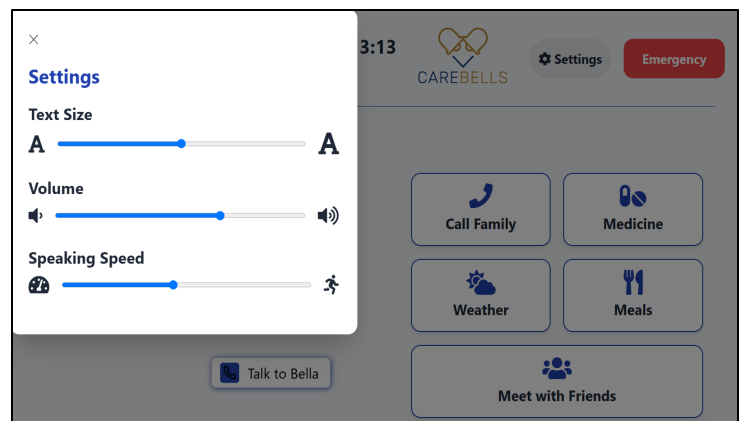 Settings
Text Size
A A
Volume
Speaking Speed
3:13
CAREBELLS
Settings
Emergency
Call Family
Medicine
Weather
Meals
Meet with Friends
Talk to Bella